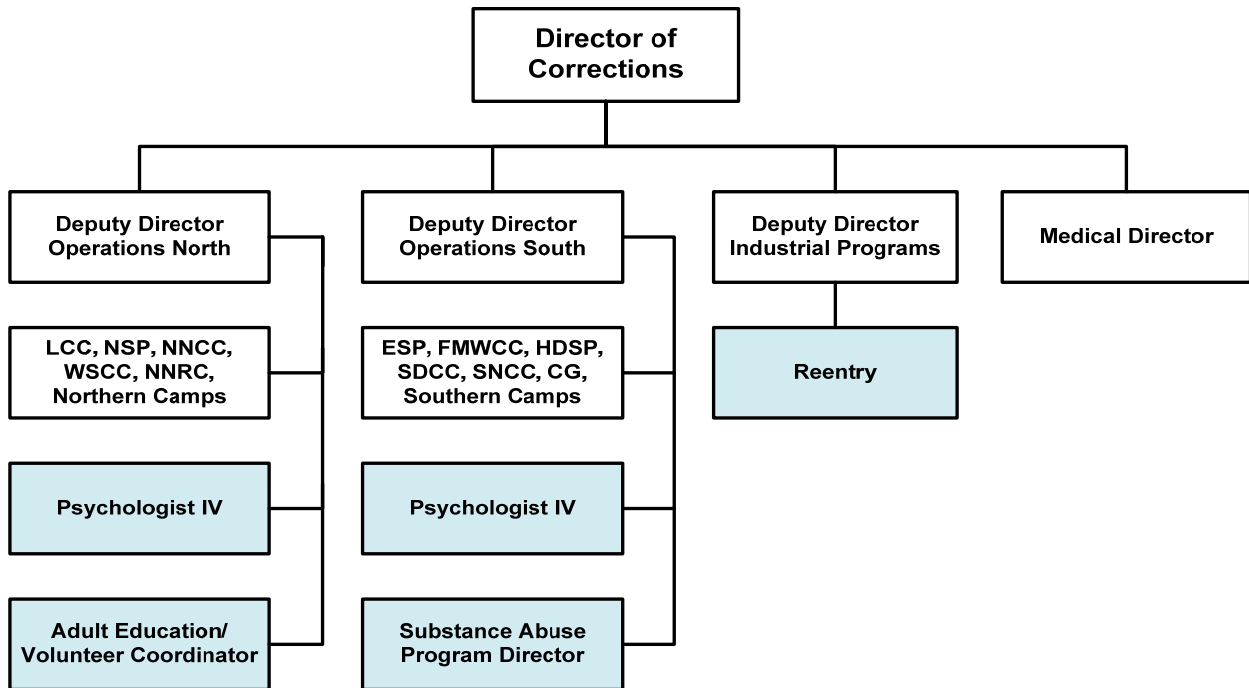 Director of
Corrections
Deputy Director
Operations North
Deputy Director
Operations South
Deputy Director
Industrial Programs
Medical Director
LCC, NSP, NNCC,
WSCC, NNRC,
Northern Camps
ESP, FMWCC, HDSP,
SDCC, SNCC, CG,
Southern Camps
Reentry
Psychologist IV
Psychologist IV
Adult Education/
Volunteer Coordinator
Substance Abuse
Program Director